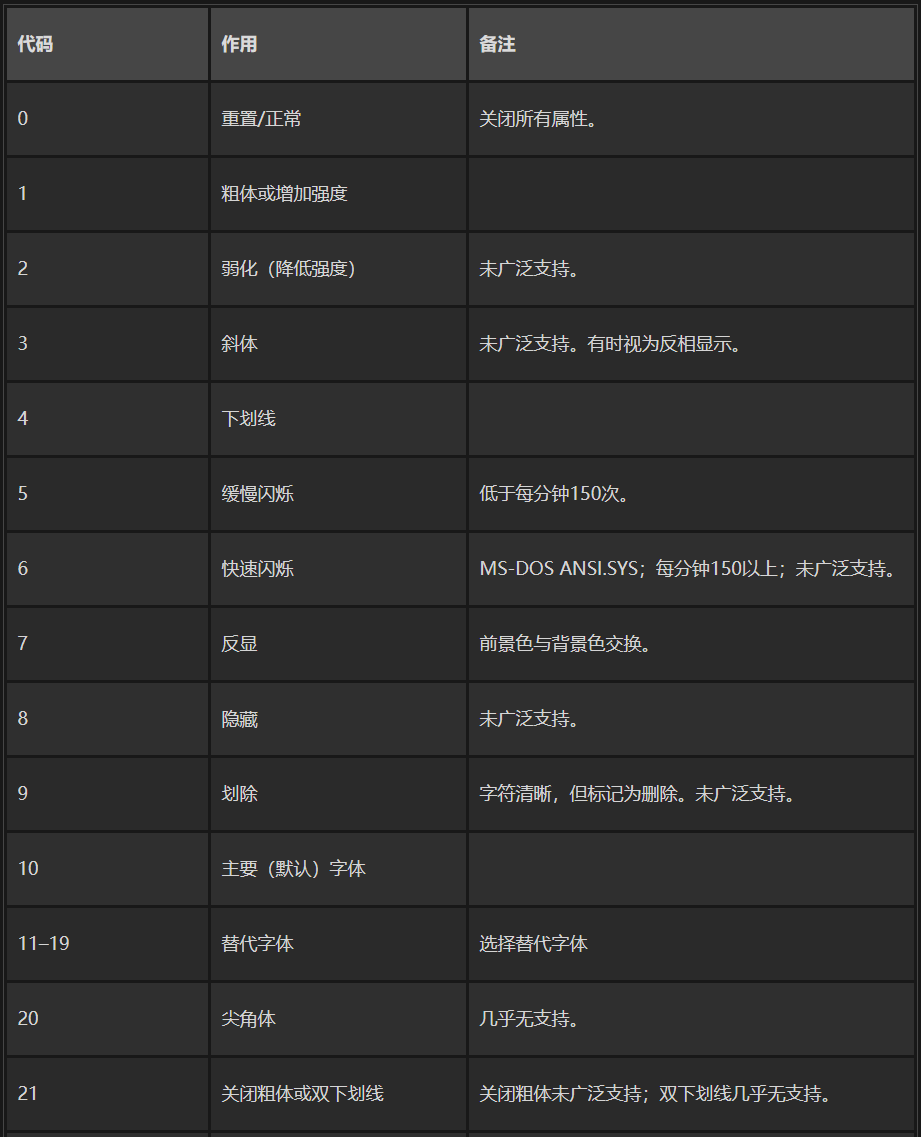 代码 作用 备注
0 重置/正常 关闭所有属性。
1 粗体或增加强度
2 弱化（降低强度） 未广泛支持。
3 斜体 未广泛支持。有时视为反相显示。
4 下划线
5 缓慢闪烁 低于每分钟150次。
6 快速闪烁 MS-DOS ANSI.SYS；每分钟150以上；未广泛支持。
7 反显 前景色与背景色交换。
8 隐藏 未广泛支持。
9 划除 字符清晰，但标记为删除。未广泛支持。
10 主要（默认）字体
11–19 替代字体 选择替代字体
20 尖角体 几乎无支持。
21 关闭粗体或双下划线 关闭粗体未广泛支持；双下划线几乎无支持。